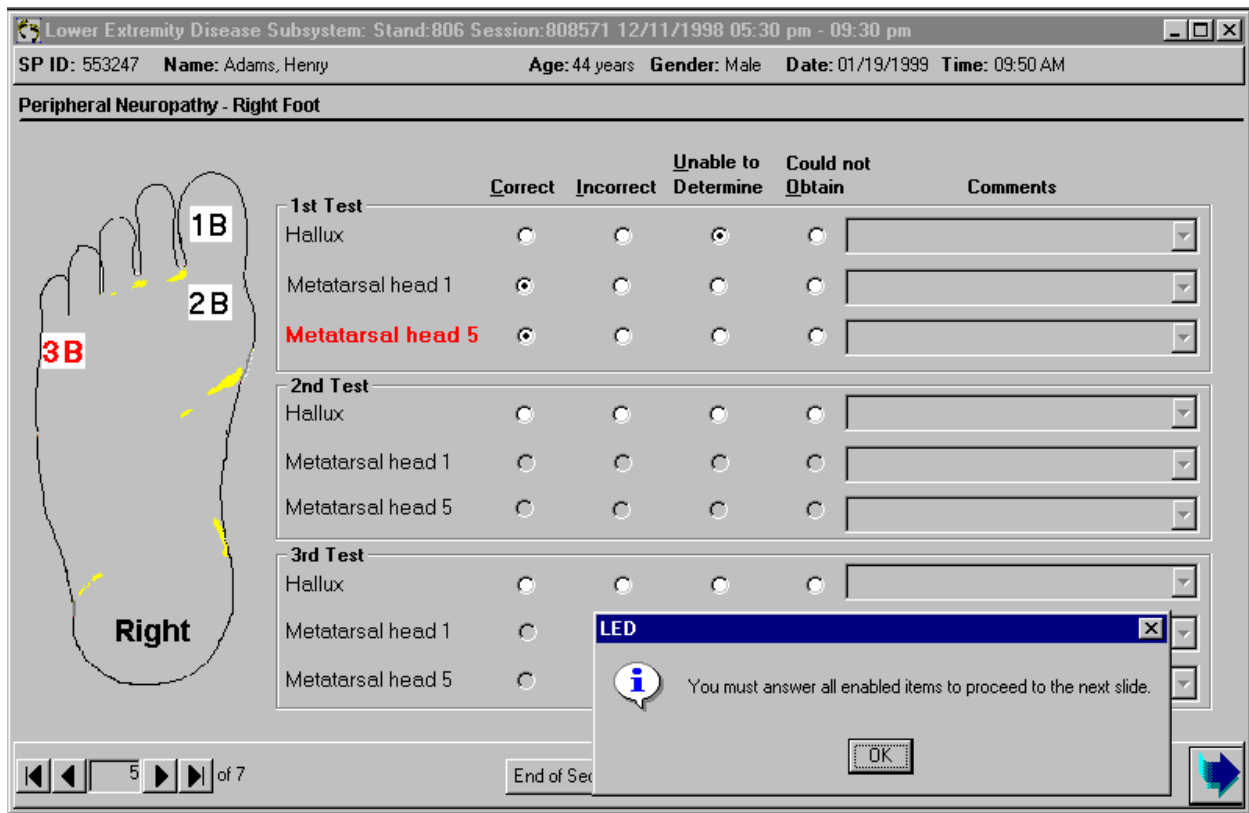 Lower Extremity Disease Subsystem: Stand:806 Session:808571 12/11/1998 05:30 pm - 09:30 pm
SP ID: 553247 Name: Adams, Henry Age: 44 years Gender: Male Date: 01/19/1999 Time: 09:50 AM
Peripheral Neuropathy - Right Foot
Correct Incorrect Unable to Determine Could not Obtain Comments
1B
2B
3B
Right
1st Test
Hallux
Metatarsal head 1
Metatarsal head 5
2nd Test
Hallux
Metatarsal head 1
Metatarsal head 5
3rd Test
Hallux
Metatarsal head 1
Metatarsal head 5
LED
You must answer all enabled items to proceed to the next slide.
OK
5 of 7
End of Sec